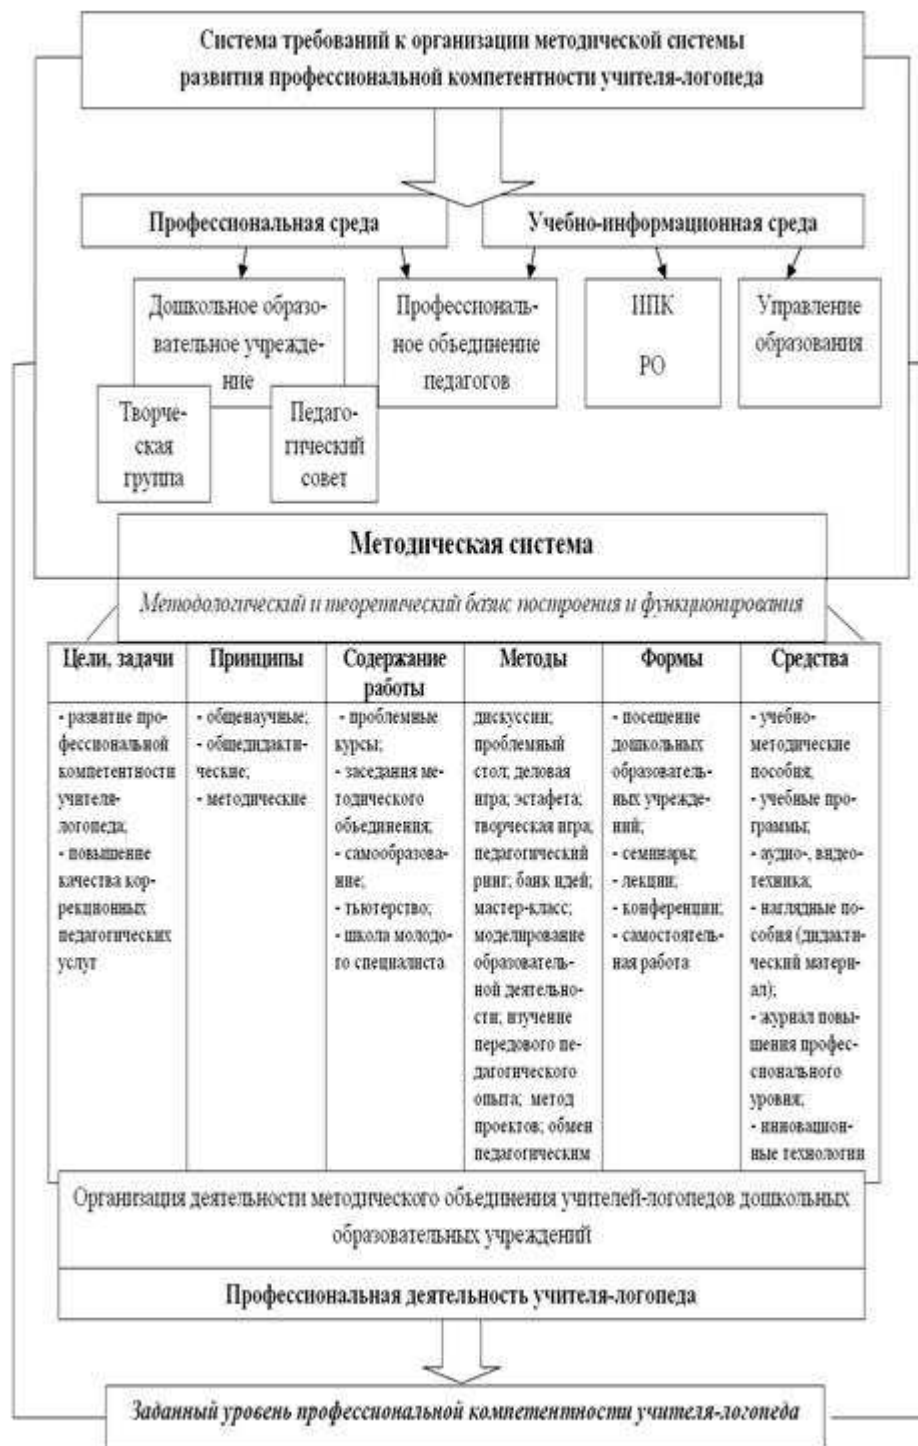 Система требований к организации методической системы
развития профессиональной компетентности учителя-логопеда
Профессиональная среда
Учебно-информационная среда
Дошкольное образо-
вательное учрежде-
ние
Профессиональ-
ное объединение
педагогов
ИПК
РО
Управление
образования
Творче-
ская
группа
Педаго-
гический
совет
Методическая система
Методологический и теоретический базис построения и функционирования
Цели, задачи
- развитие про-
фессиональной
компетентности
учителя-
логопеда;
- повышение
качества кор-
рекционных
педагогических
услуг
Принципы
- общенаучные;
- общедидакти-
ческие;
- методические
Содержание
работы
- проблемные
курсы;
- заседания ме-
тодического
объединения;
- самообразова-
ние;
- тьютерство;
- школа молодо-
го специалиста
Методы
дискуссии;
проблемный
стол; деловая
игра; эстафета;
творческая игра;
педагогический
ринг; банк идей;
мастер-класс;
моделирование
образователь-
ной деятельно-
сти; изучение
передового пе-
дагогического
опыта; метод
проектов; обмен
педагогическим
Формы
- посещение
дошкольных
образователь-
ных учрежде-
ний;
- семинары;
- лекции;
- конференции;
- самостоятель-
ная работа
Средства
- учебно-
методические
пособия;
- учебные про-
граммы;
- аудио-, видео-
техника;
- наглядные по-
собия (дидакти-
ческий матери-
ал);
- журнал повы-
шения профес-
сионального
уровня;
- инновацион-
ные технологии
Организация деятельности методического объединения учителей-логопедов дошкольных
образовательных учреждений
Профессиональная деятельность учителя-логопеда
Заданный уровень профессиональной компетентности учителя-логопеда